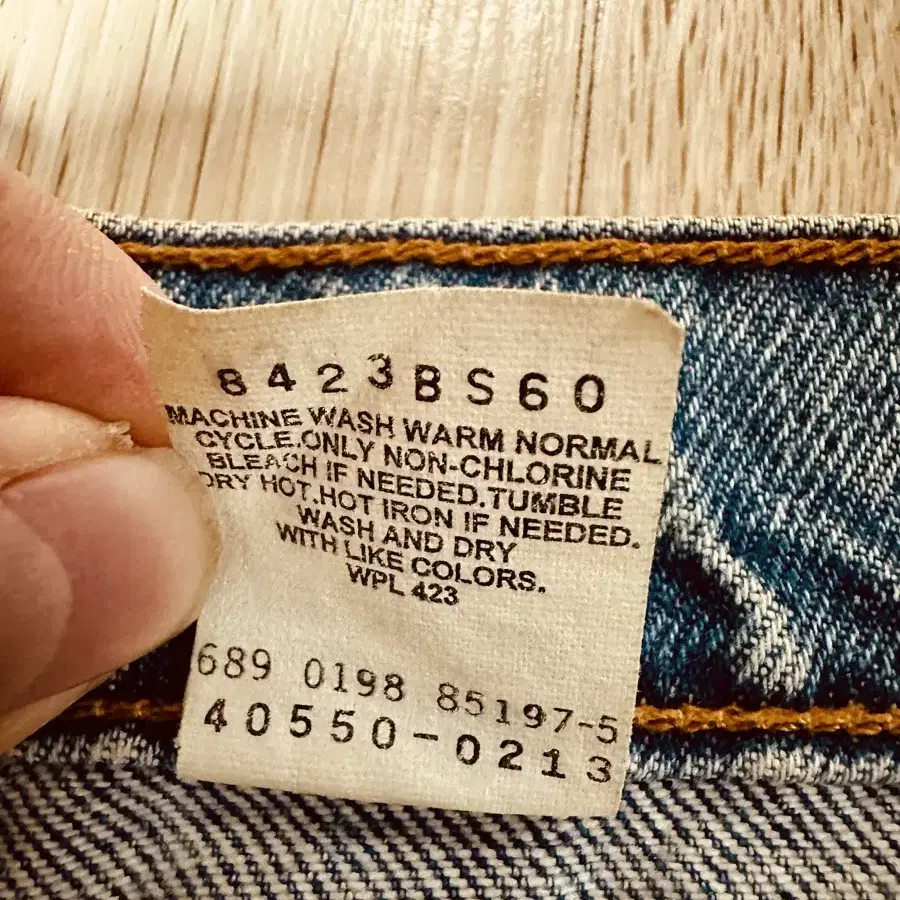 8423BS60
MACHINE WASH WARM NORMAL
CYCLE.ONLY NON-CHLORINE
BLEACH IF NEEDED.TUMBLE
DRY HOT.HOT IRON IF NEEDED.
WASH AND DRY
WITH LIKE COLORS.
WPL 423
689 0198 85197-5
40550-0213